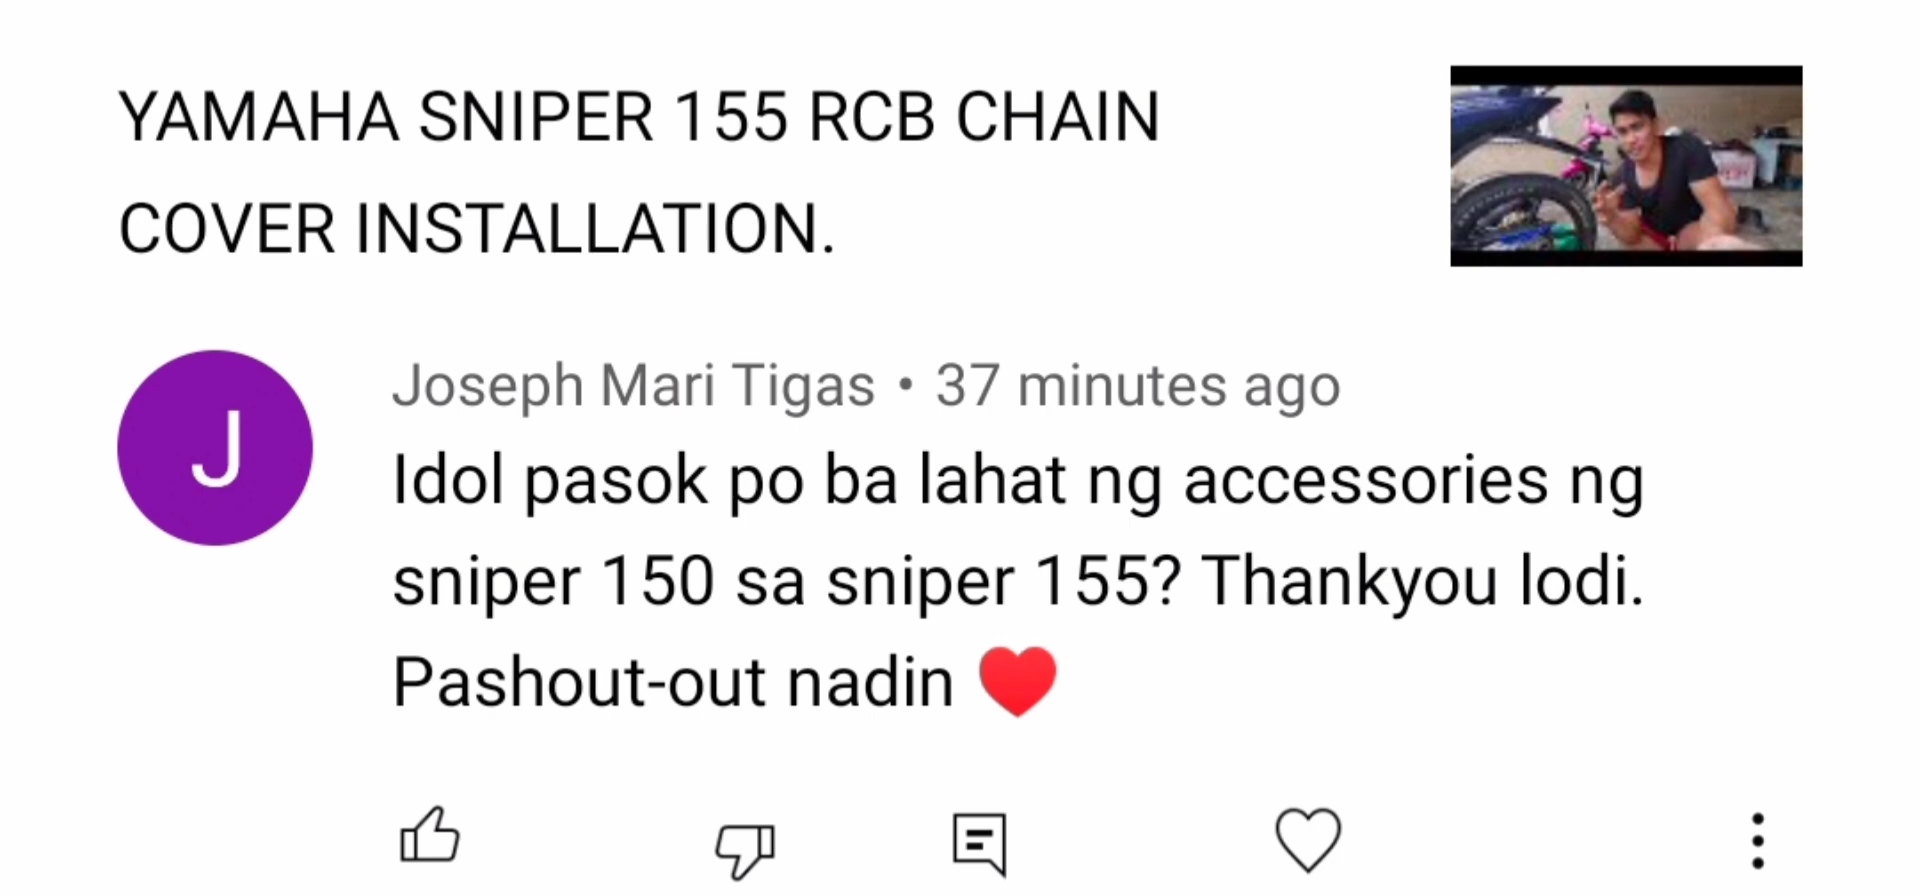 YAMAHA SNIPER 155 RCB CHAIN
COVER INSTALLATION.
J
Joseph Mari Tigas • 37 minutes ago
Idol pasok po ba lahat ng accessories ng
sniper 150 sa sniper 155? Thankyou lodi.
Pashout-out nadin ♥️